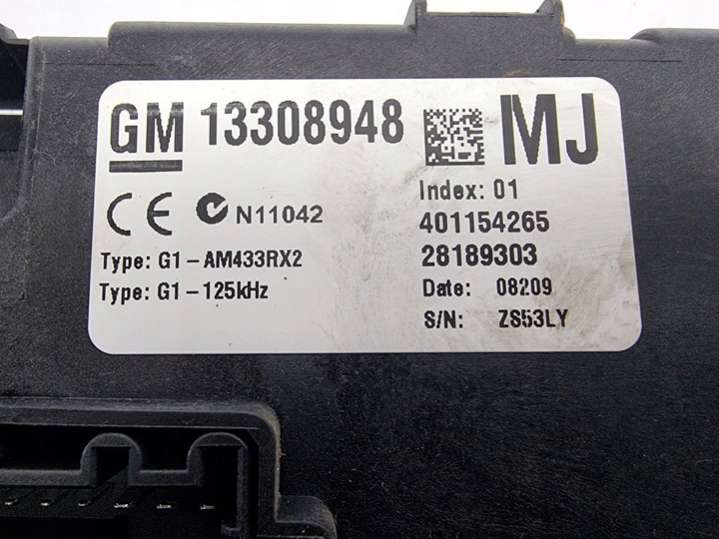 GM 13308948 MJ
CE N11042
Type: G1-AM433RX2
Type: G1-125kHz
Index: 01
401154265
28189303
Date: 08209
S/N: ZS53LY